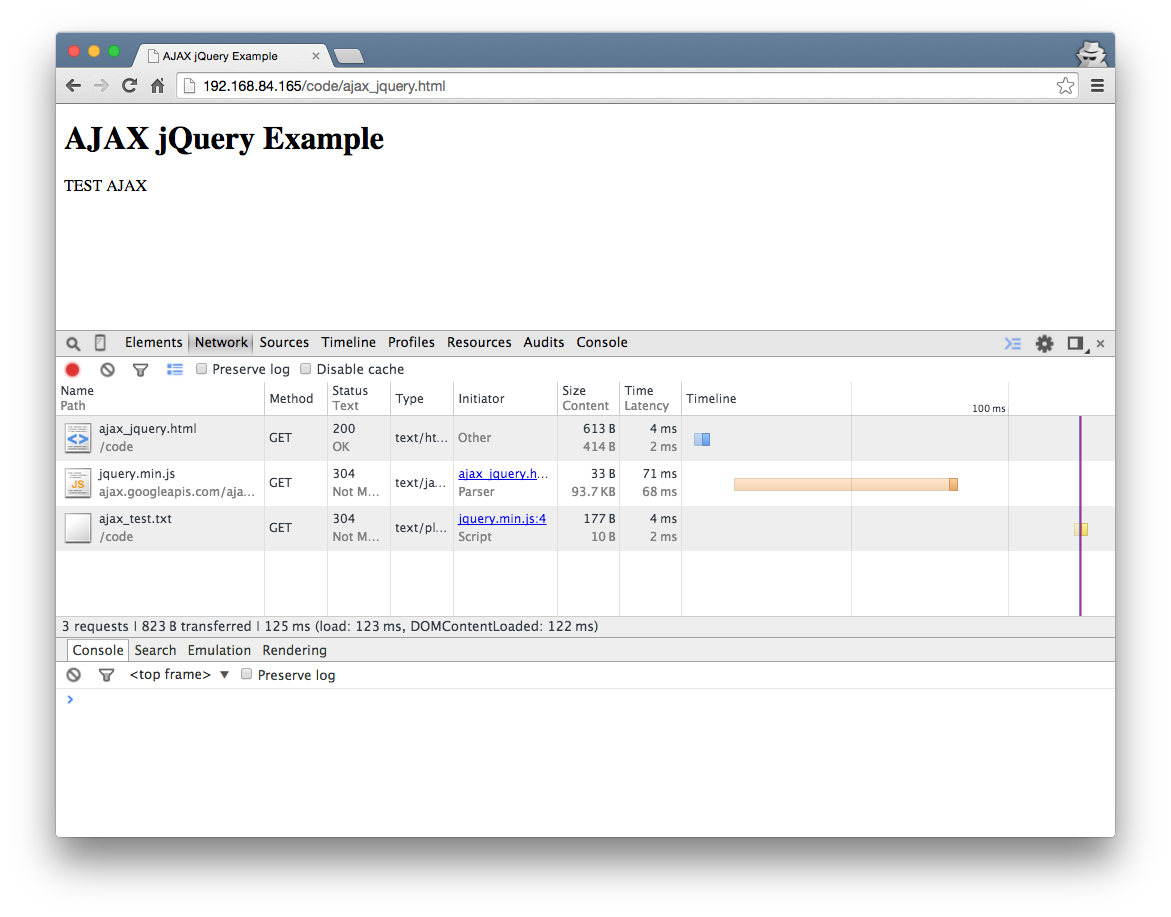 AJAX jQuery Example
192.168.84.165/code/ajax_jquery.html
AJAX jQuery Example
TEST AJAX
Elements Network Sources Timeline Profiles Resources Audits Console
Preserve log Disable cache
Name Path Method Status Text Type Initiator Size Content Time Latency Timeline 100 ms
ajax_jquery.html 200 613 B 4 ms
/code GET OK text/ht... Other 414 B 2 ms
jquery.min.js 304 ajax_jquery.h... 33 B 71 ms
ajax.googleapis.com/aja... GET Not M... text/ja... Parser 93.7 KB 68 ms
JS
ajax_test.txt 304 jquery.min.js:4 177 B 4 ms
/code GET Not M... text/pl... Script 10 B 2 ms
3 requests | 823 B transferred | 125 ms (load: 123 ms, DOMContentLoaded: 122 ms)
Console Search Emulation Rendering
<top frame> ▼ Preserve log